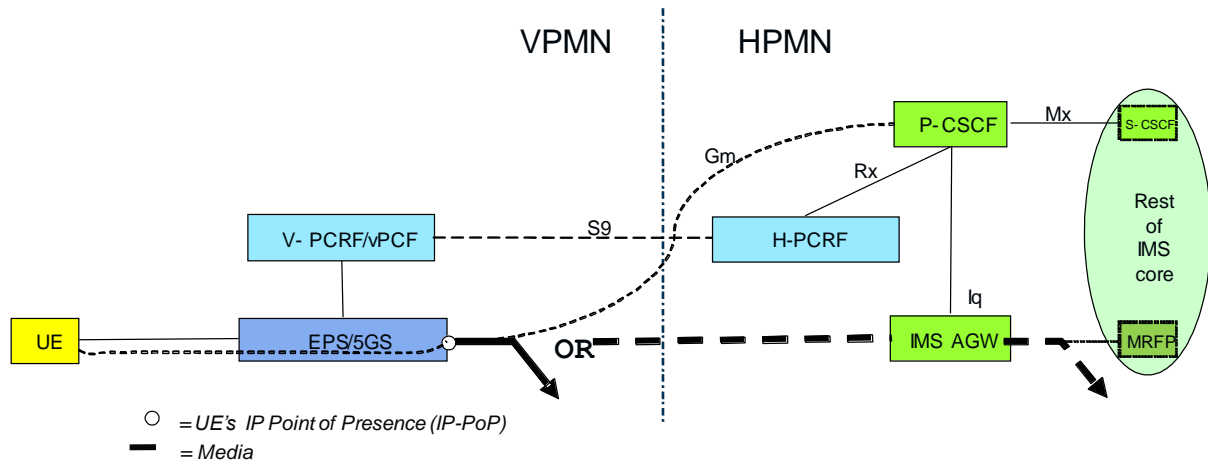 VPMN
HPMN
P- CSCF
Mx
S- CSCF
Gm
Rx
V- PCRF/vPCF
S9
H-PCRF
Rest
of
IMS
core
Iq
UE
EPS/5GS
OR
IMS AGW
MRFP
= UE's IP Point of Presence (IP-PoP)
= Media